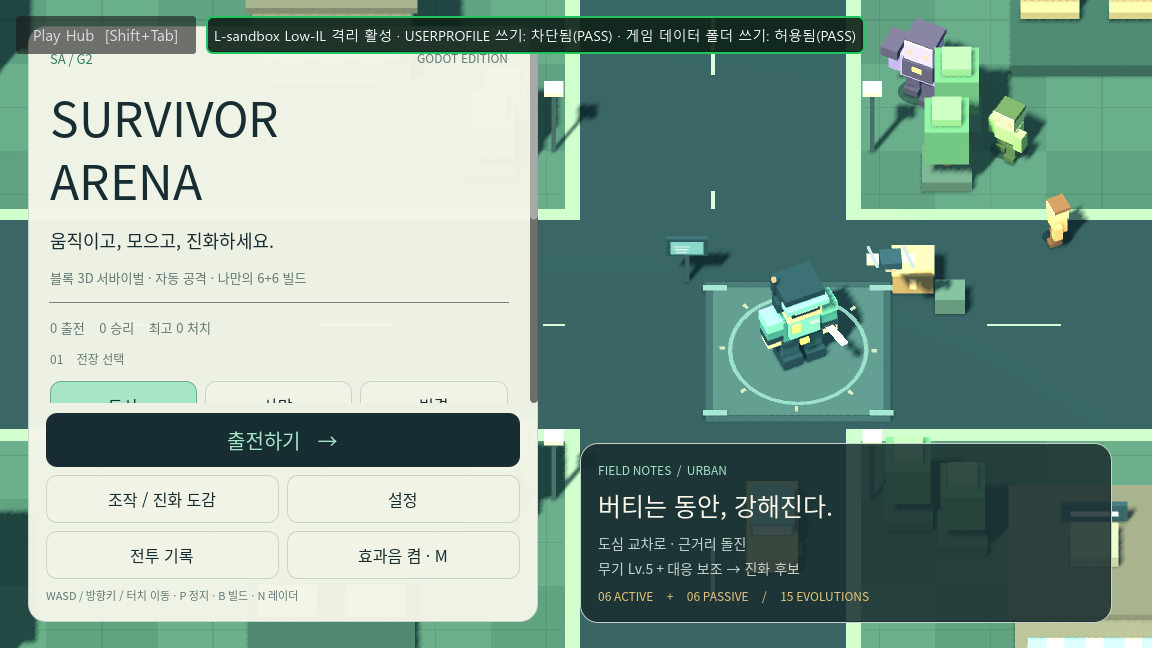 Play Hub [Shift+Tab]
L-sandbox Low-IL 격리 활성 · USERPROFILE 쓰기: 차단됨(PASS) · 게임 데이터 폴더 쓰기: 허용됨(PASS)
SA / G2
GODOT EDITION
SURVIVOR
ARENA
움직이고, 모으고, 진화하세요.
블록 3D 서바이벌 · 자동 공격 · 나만의 6+6 빌드
0 출전 0 승리 최고 0 처치
01 전장 선택
출전하기 →
조작 / 진화 도감
설정
전투 기록
효과음 켬 · M
WASD / 방향키 / 터치 이동 · P 정지 · B 빌드 · N 레이더
FIELD NOTES / URBAN
버티는 동안, 강해진다.
도심 교차로 · 근거리 돌진
무기 Lv.5 + 대응 보조 → 진화 후보
06 ACTIVE + 06 PASSIVE / 15 EVOLUTIONS